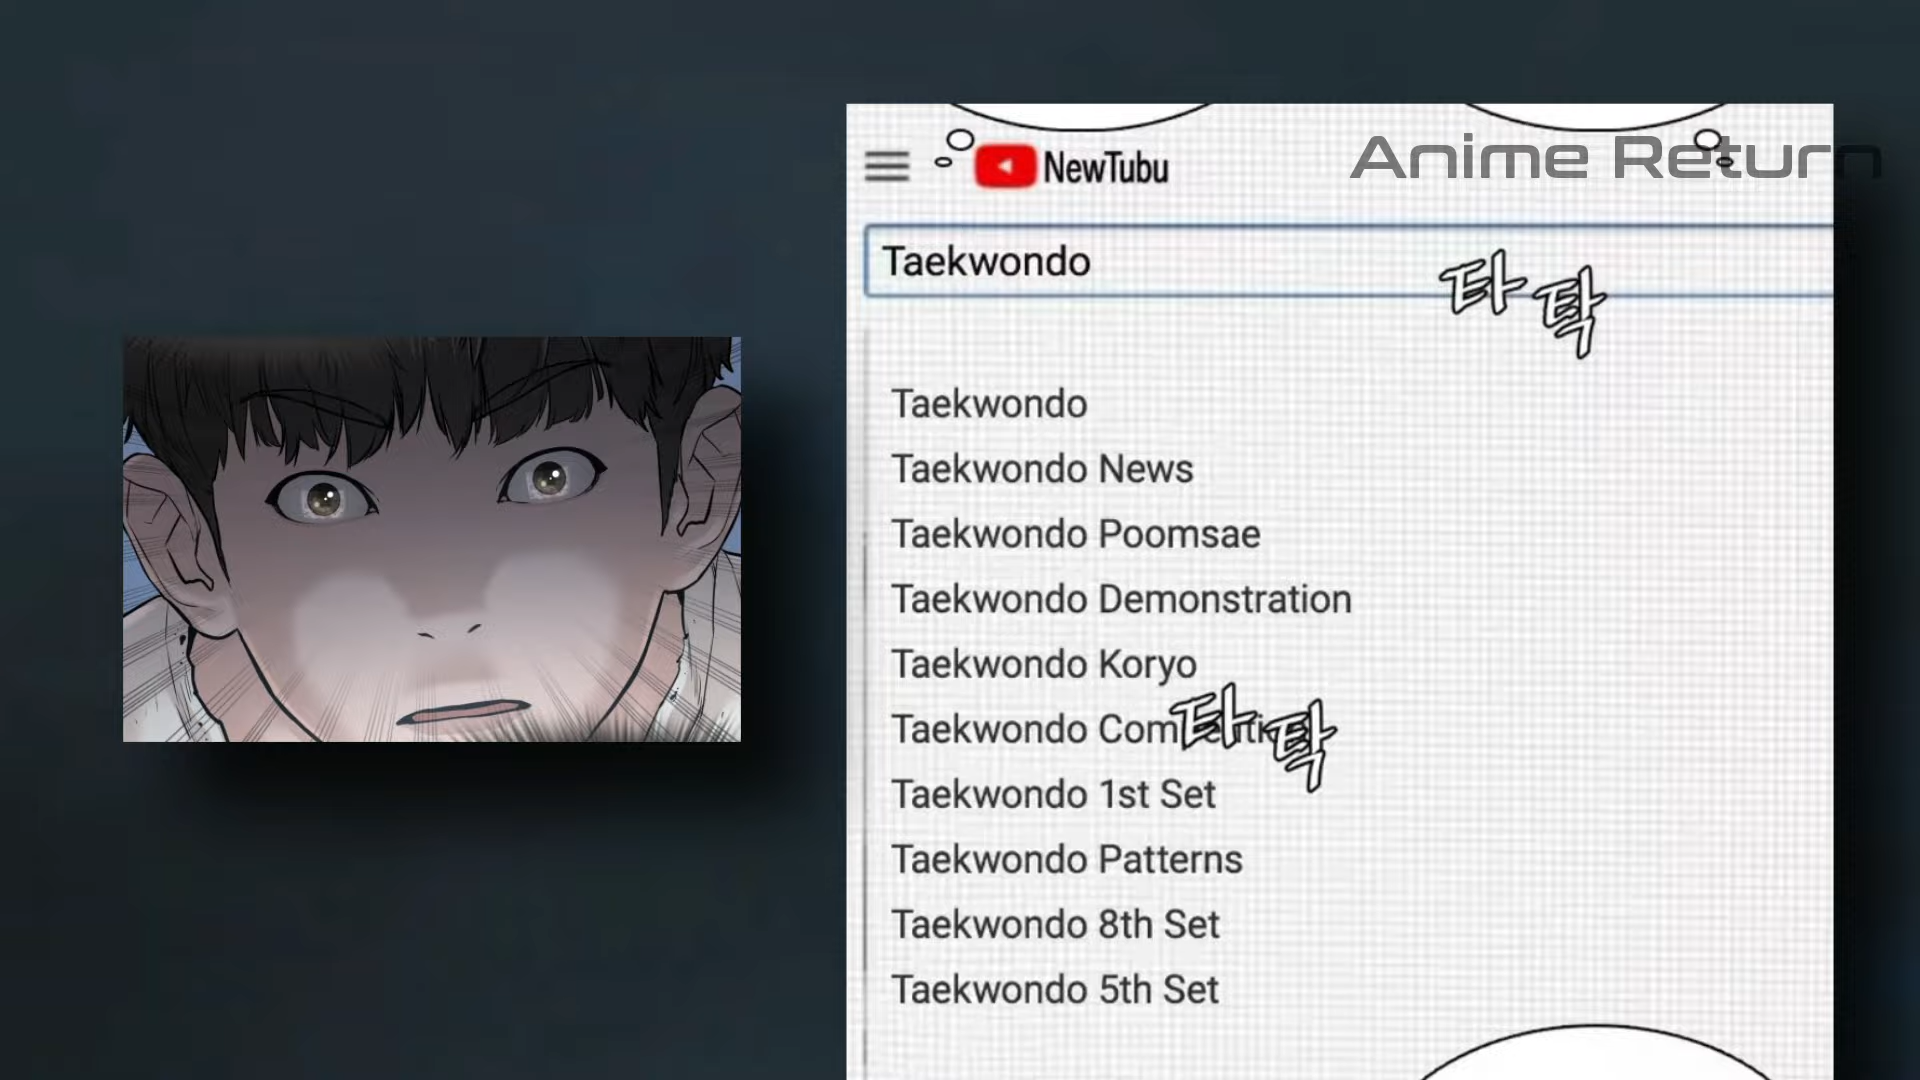 Anime Return
NewTubu
Taekwondo
타 탁
Taekwondo
Taekwondo News
Taekwondo Poomsae
Taekwondo Demonstration
Taekwondo Koryo
Taekwondo
타 탁
Taekwondo 1st Set
Taekwondo Patterns
Taekwondo 8th Set
Taekwondo 5th Set